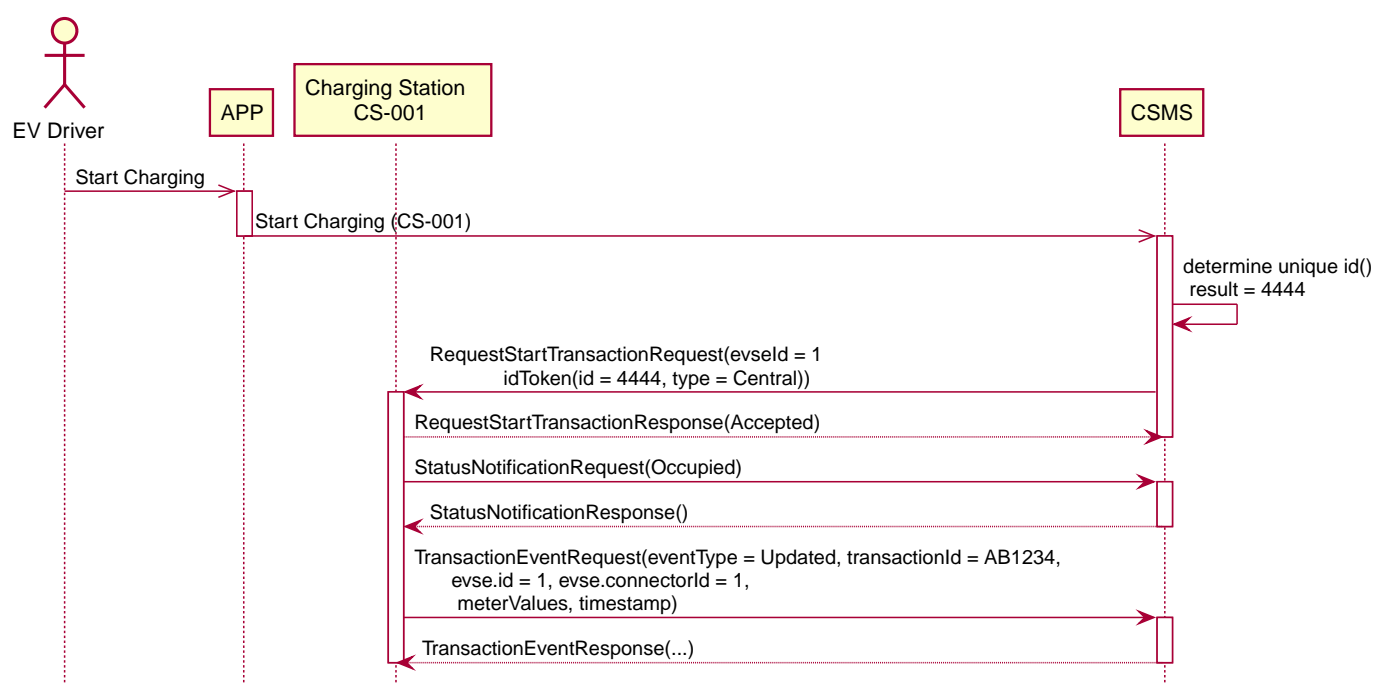 EV Driver
APP
Charging Station
CS-001
CSMS
Start Charging
Start Charging (CS-001)
determine unique id()
result = 4444
RequestStartTransactionRequest(evseId = 1
idToken(id = 4444, type = Central))
RequestStartTransactionResponse(Accepted)
StatusNotificationRequest(Occupied)
StatusNotificationResponse()
TransactionEventRequest(eventType = Updated, transactionId = AB1234,
evse.id = 1, evse.connectorId = 1,
meterValues, timestamp)
TransactionEventResponse(...)